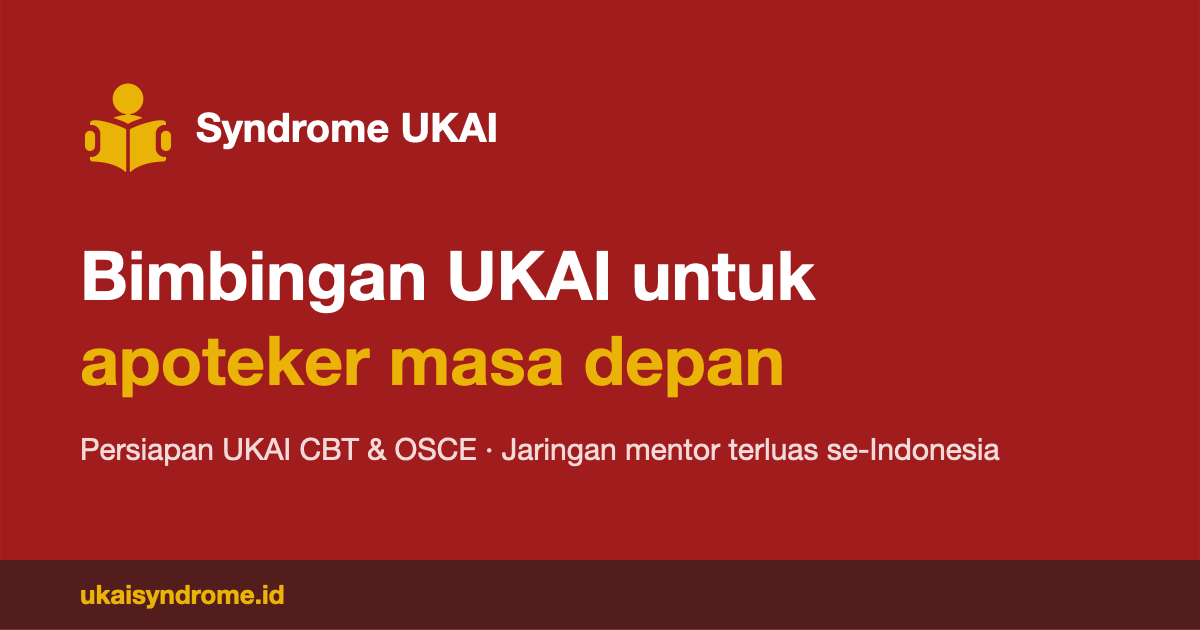 Syndrome UKAI
Bimbingan UKAI untuk
apoteker masa depan
Persiapan UKAI CBT & OSCE · Jaringan mentor terluas se-Indonesia
ukaisyndrome.id